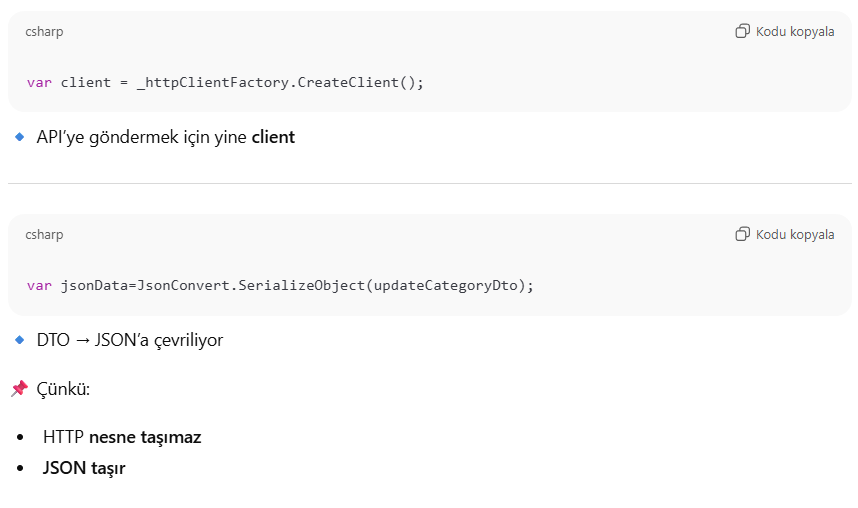 csharp
Kodu kopyala
var client = _httpClientFactory.CreateClient();
API’ye göndermek için yine client
csharp
Kodu kopyala
var jsonData=JsonConvert.SerializeObject(updateCategoryDto);
DTO → JSON’a çevriliyor
Çünkü:
HTTP nesne taşımaz
JSON taşır